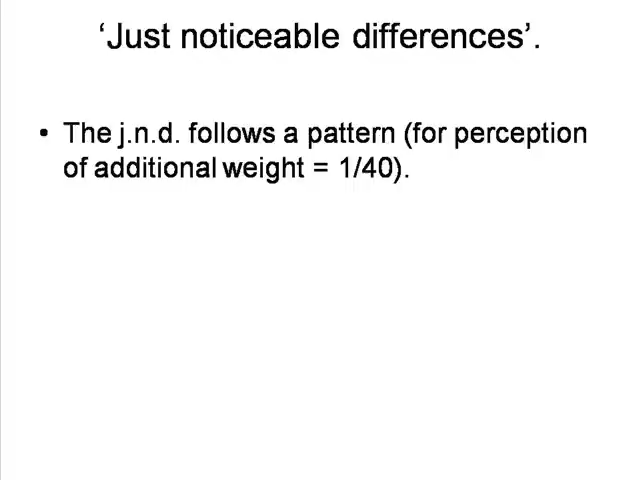 ‘Just noticeable differences’.
• The j.n.d. follows a pattern (for perception
of additional weight = 1/40).